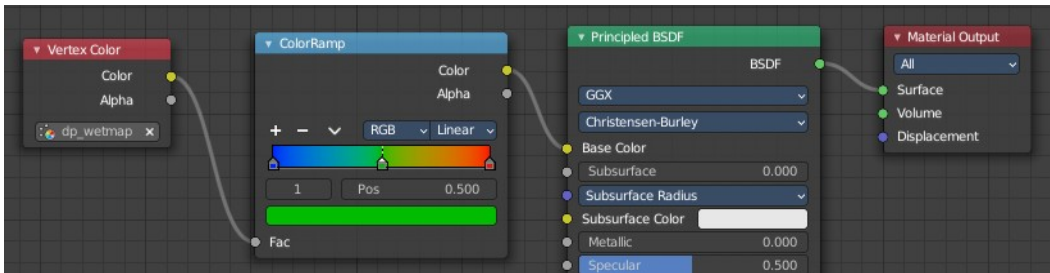 Vertex Color
Color
Alpha
dp_wetmap
ColorRamp
Color
Alpha
RGB Linear
1 Pos 0.500
Fac
Principled BSDF
BSDF
GGX
Christensen-Burley
Base Color
Subsurface 0.000
Subsurface Radius
Subsurface Color
Metallic 0.000
Specular 0.500
Material Output
All
Surface
Volume
Displacement